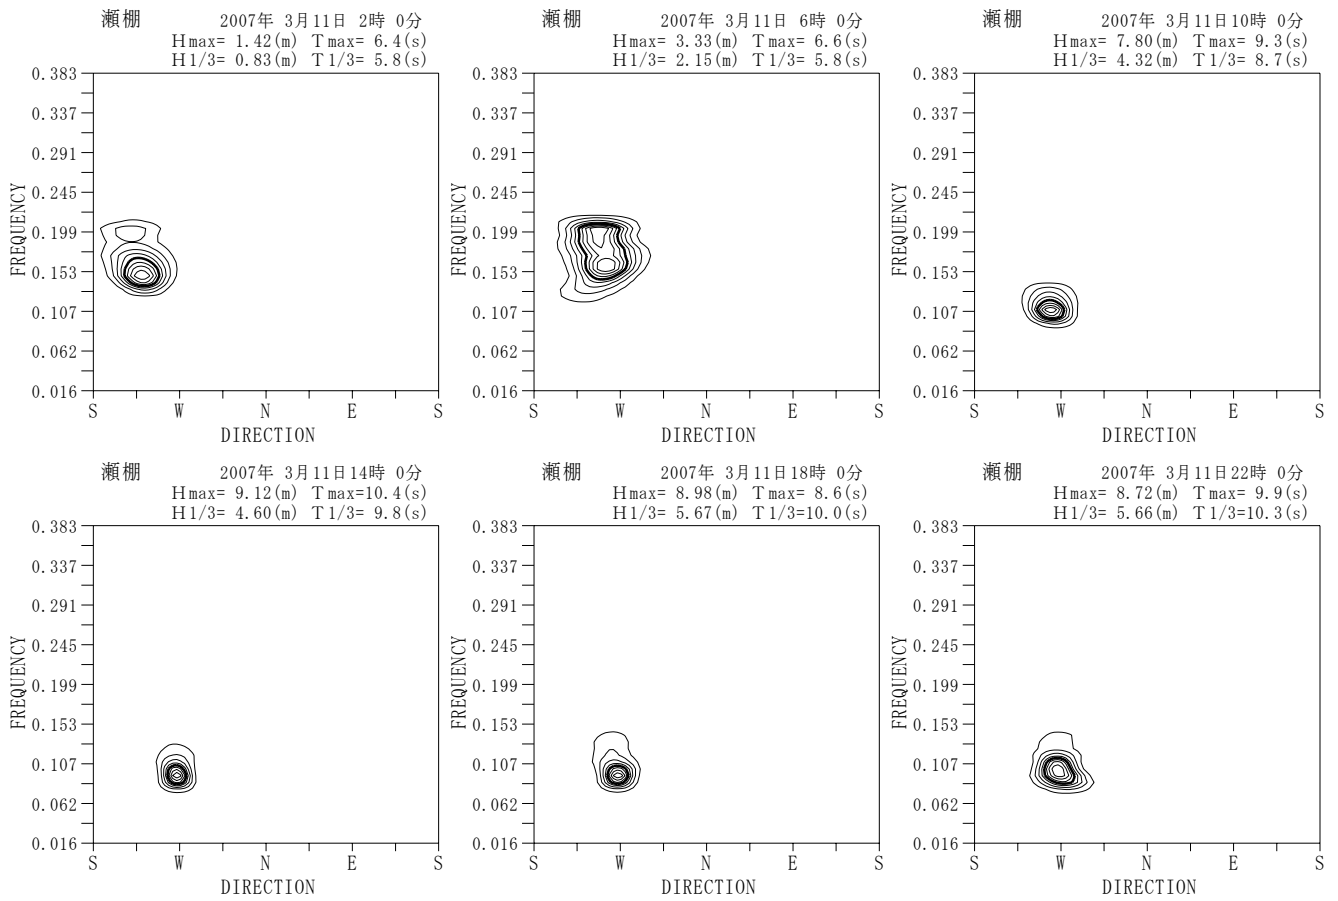 瀬棚 2007年 3月11日 2時 0分
Hmax= 1.42(m) Tmax= 6.4(s)
H1/3= 0.83(m) T1/3= 5.8(s)
0.383
0.337
0.291
0.245
0.199
0.153
0.107
0.062
0.016
FREQUENCY
S W N E S
DIRECTION
瀬棚 2007年 3月11日 6時 0分
Hmax= 3.33(m) Tmax= 6.6(s)
H1/3= 2.15(m) T1/3= 5.8(s)
0.383
0.337
0.291
0.245
0.199
0.153
0.107
0.062
0.016
FREQUENCY
S W N E S
DIRECTION
瀬棚 2007年 3月11日10時 0分
Hmax= 7.80(m) Tmax= 9.3(s)
H1/3= 4.32(m) T1/3= 8.7(s)
0.383
0.337
0.291
0.245
0.199
0.153
0.107
0.062
0.016
FREQUENCY
S W N E S
DIRECTION
瀬棚 2007年 3月11日14時 0分
Hmax= 9.12(m) Tmax=10.4(s)
H1/3= 4.60(m) T1/3= 9.8(s)
0.383
0.337
0.291
0.245
0.199
0.153
0.107
0.062
0.016
FREQUENCY
S W N E S
DIRECTION
瀬棚 2007年 3月11日18時 0分
Hmax= 8.98(m) Tmax= 8.6(s)
H1/3= 5.67(m) T1/3=10.0(s)
0.383
0.337
0.291
0.245
0.199
0.153
0.107
0.062
0.016
FREQUENCY
S W N E S
DIRECTION
瀬棚 2007年 3月11日22時 0分
Hmax= 8.72(m) Tmax= 9.9(s)
H1/3= 5.66(m) T1/3=10.3(s)
0.383
0.337
0.291
0.245
0.199
0.153
0.107
0.062
0.016
FREQUENCY
S W N E S
DIRECTION